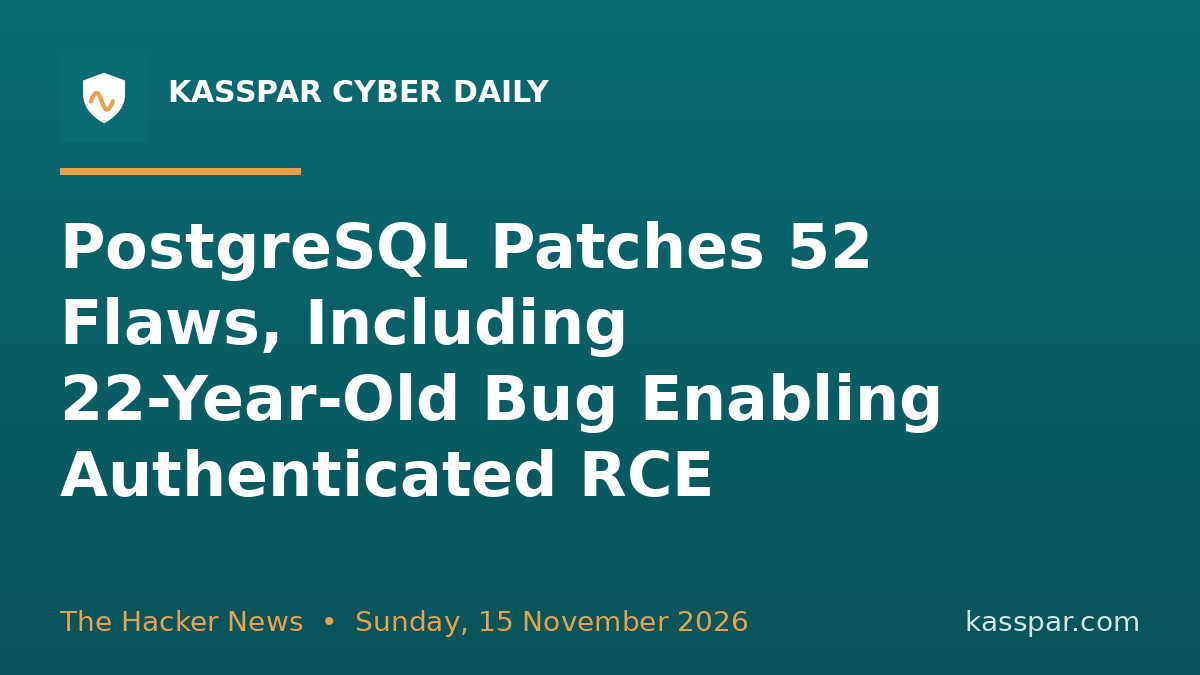 KASSPAR CYBER DAILY
PostgreSQL Patches 52
Flaws, Including
22-Year-Old Bug Enabling
Authenticated RCE
The Hacker News • Sunday, 15 November 2026
kasspar.com